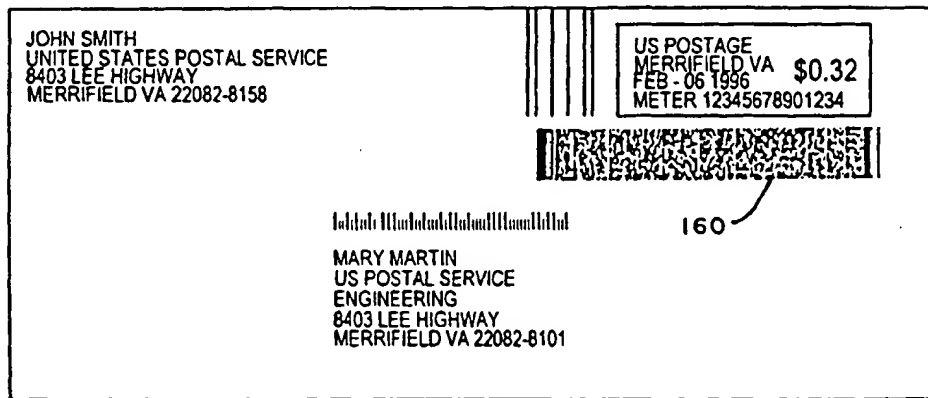 JOHN SMITH
UNITED STATES POSTAL SERVICE
8403 LEE HIGHWAY
MERRIFIELD VA 22082-8158
US POSTAGE
MERRIFIELD VA
FEB - 06 1996 $0.32
METER 12345678901234
160
MARY MARTIN
US POSTAL SERVICE
ENGINEERING
8403 LEE HIGHWAY
MERRIFIELD VA 22082-8101